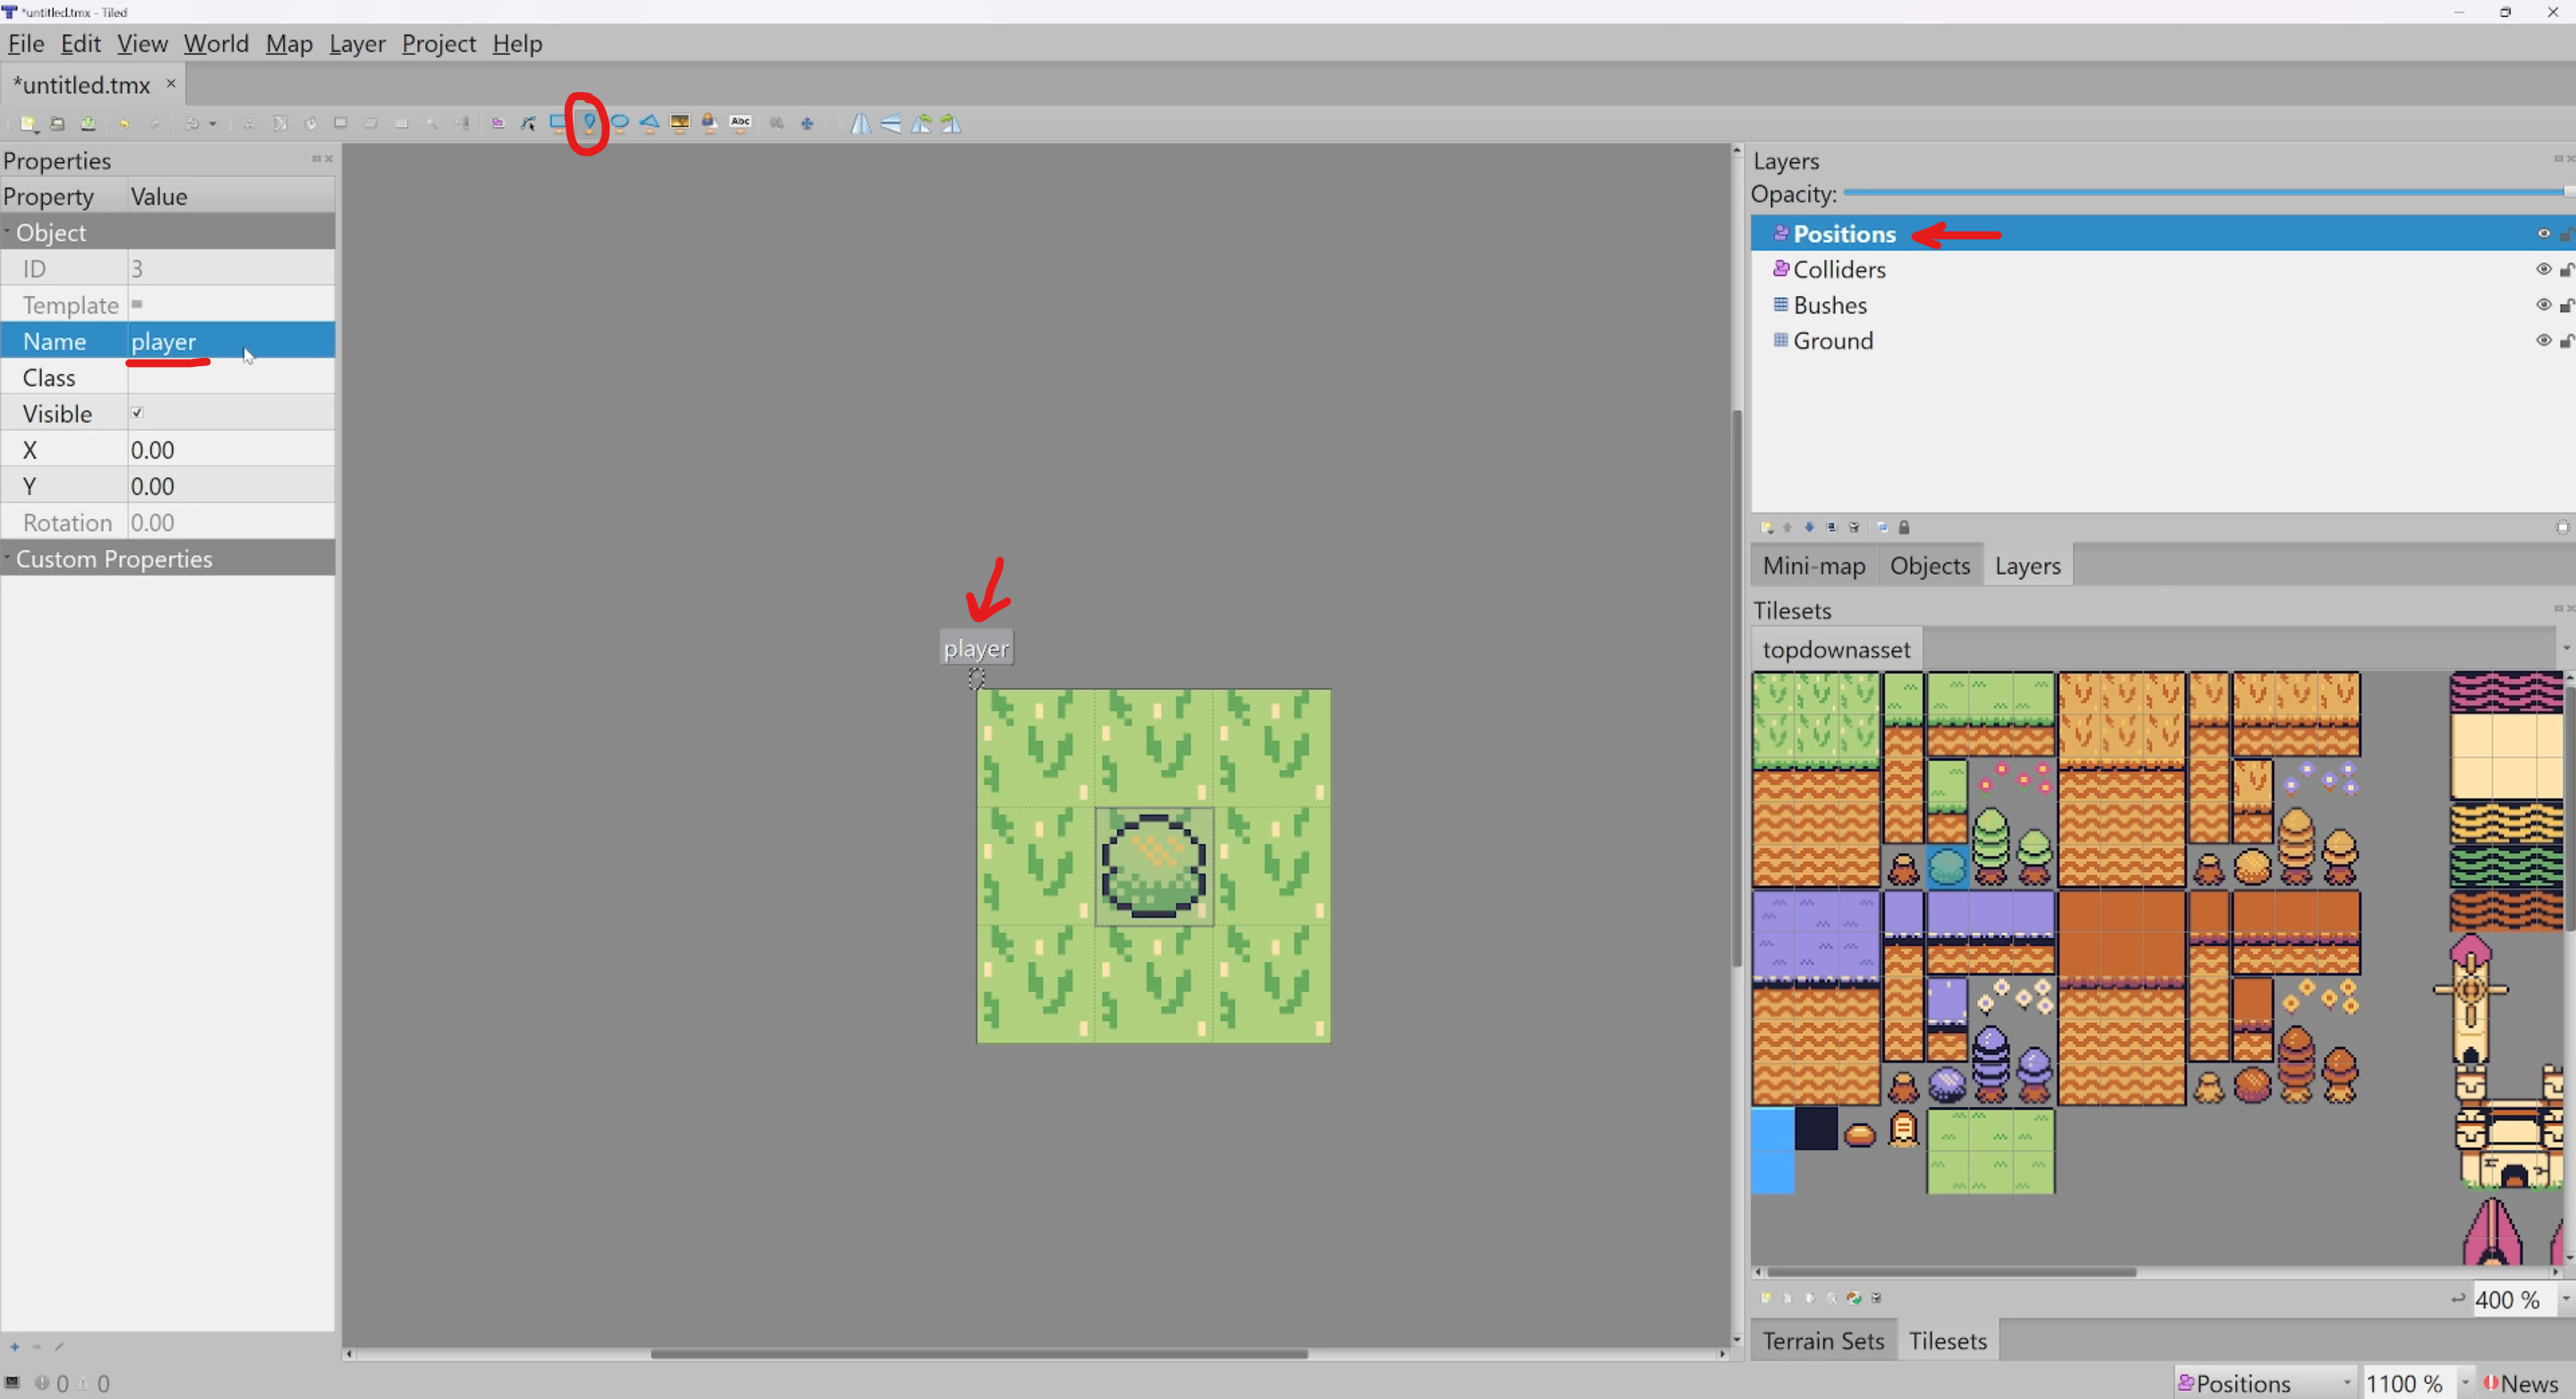 *untitled.tmx - Tiled
File Edit View World Map Layer Project Help
*untitled.tmx
Abc
Properties
Property Value
Object
ID 3
Template
Name player
Class
Visible
X 0.00
Y 0.00
Rotation 0.00
Custom Properties
0 0
player
Layers
Opacity:
Positions
Colliders
Bushes
Ground
Mini-map Objects Layers
Tilesets
topdownasset
400 %
Terrain Sets Tilesets
Positions 1100 % News